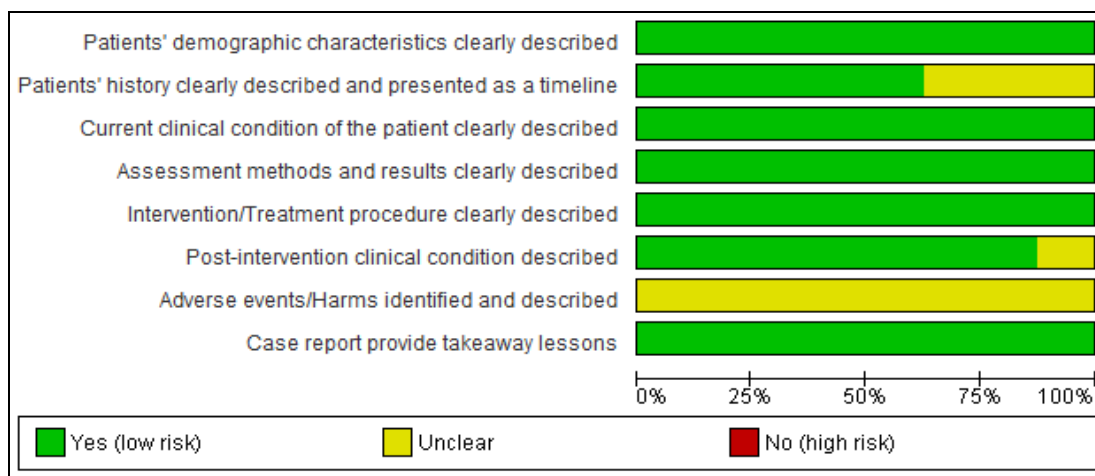 Patients' demographic characteristics clearly described
Patients' history clearly described and presented as a timeline
Current clinical condition of the patient clearly described
Assessment methods and results clearly described
Intervention/Treatment procedure clearly described
Post-intervention clinical condition described
Adverse events/Harms identified and described
Case report provide takeaway lessons
0% 25% 50% 75% 100%
Yes (low risk) Unclear No (high risk)